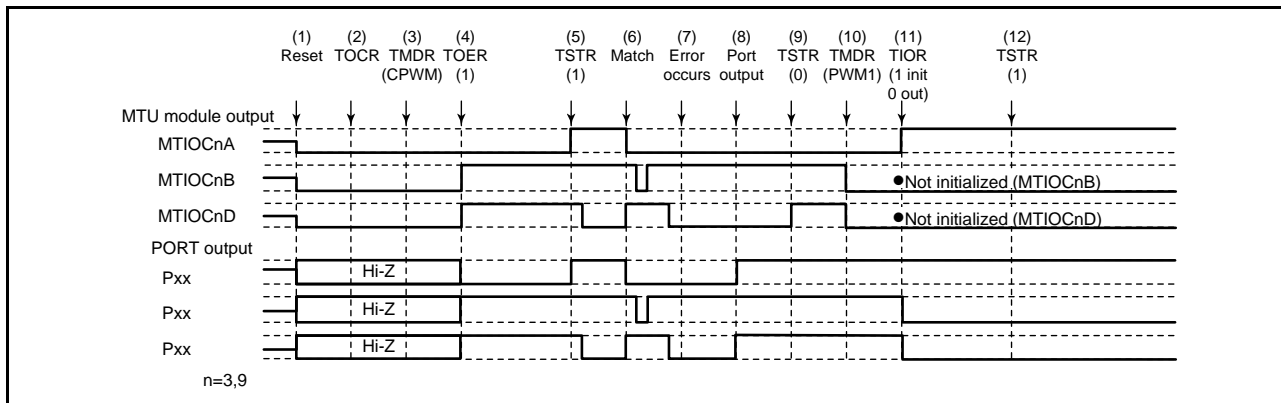 (1) (2) (3) (4) (5) (6) (7) (8) (9) (10) (11) (12)
Reset TOCR TMDR TOER TSTR Match Error Port TSTR TMDR TIOR TSTR
(CPWM) (1) (1) occurs output (0) (PWM1) (1 init (1)
0 out)
MTU module output
MTIOCnA
MTIOCnB
●Not initialized (MTIOCnB)
MTIOCnD
●Not initialized (MTIOCnD)
PORT output
Pxx Hi-Z
Pxx Hi-Z
Pxx Hi-Z
n=3,9